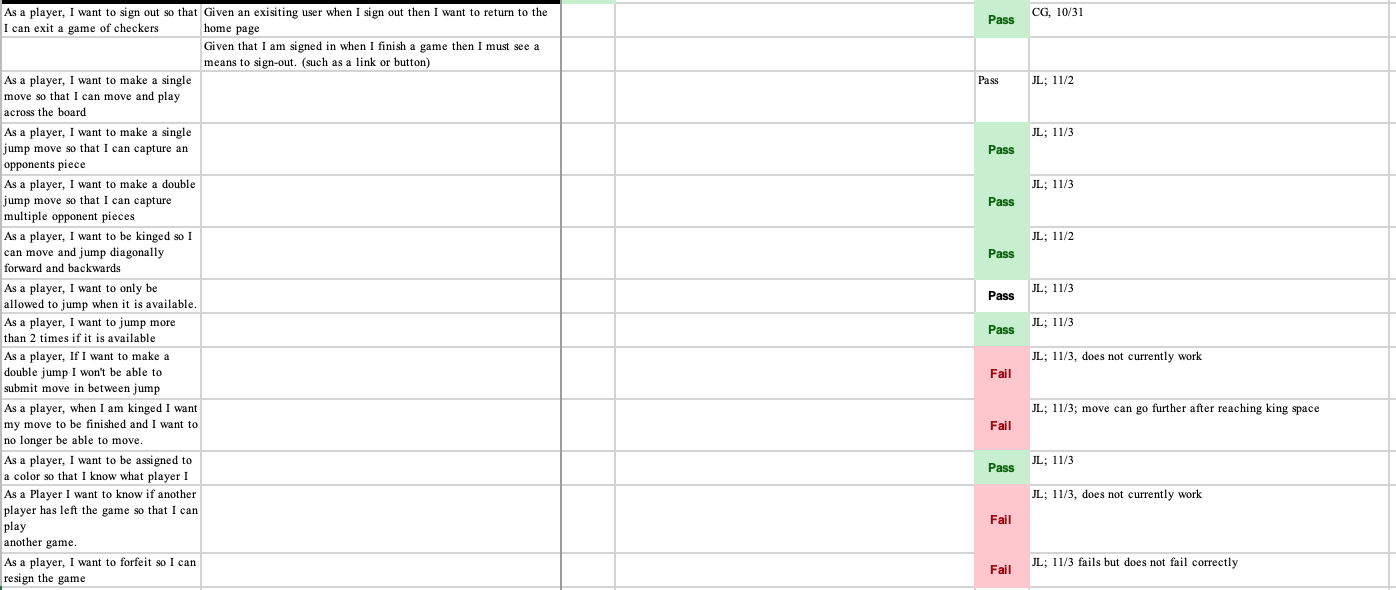 As a player, I want to sign out so that
I can exit a game of checkers
Given an exisiting user when I sign out then I want to return to the
home page
Pass
CG, 10/31
Given that I am signed in when I finish a game then I must see a
means to sign-out. (such as a link or button)
As a player, I want to make a single
move so that I can move and play
across the board
Pass
JL; 11/2
As a player, I want to make a single
jump move so that I can capture an
opponents piece
Pass
JL; 11/3
As a player, I want to make a double
jump move so that I can capture
multiple opponent pieces
Pass
JL; 11/3
As a player, I want to be kinged so I
can move and jump diagonally
forward and backwards
Pass
JL; 11/2
As a player, I want to only be
allowed to jump when it is available.
Pass
JL; 11/3
As a player, I want to jump more
than 2 times if it is available
Pass
JL; 11/3
As a player, If I want to make a
double jump I won't be able to
submit move in between jump
Fail
JL; 11/3, does not currently work
As a player, when I am kinged I want
my move to be finished and I want to
no longer be able to move.
Fail
JL; 11/3; move can go further after reaching king space
As a player, I want to be assigned to
a color so that I know what player I
Pass
JL; 11/3
As a Player I want to know if another
player has left the game so that I can
play
another game.
Fail
JL; 11/3, does not currently work
As a player, I want to forfeit so I can
resign the game
Fail
JL; 11/3 fails but does not fail correctly